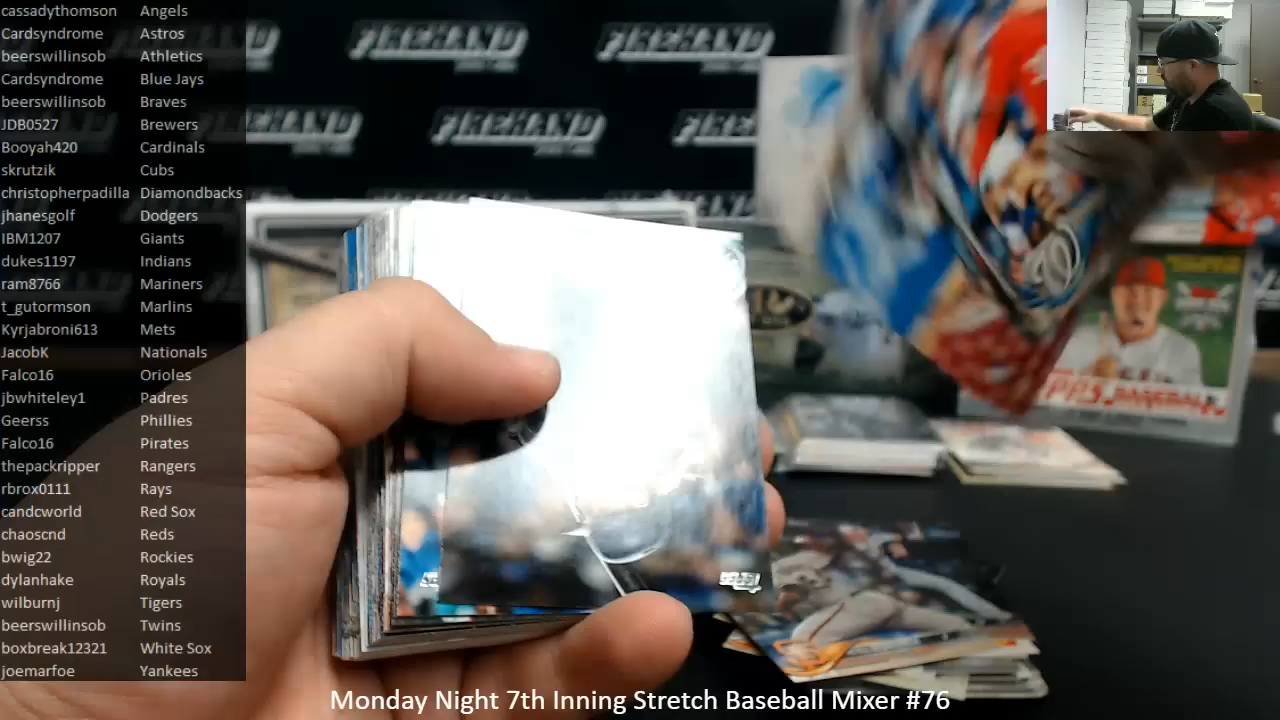 cassadythomson Angels
Cardsyndrome Astros
beerswillinsob Athletics
Cardsyndrome Blue Jays
beerswillinsob Braves
JDB0527 Brewers
Booyah420 Cardinals
skrutzik Cubs
christopherpadilla Diamondbacks
jhanesgolf Dodgers
IBM1207 Giants
dukes1197 Indians
ram8766 Mariners
t_gutormson Marlins
Kyrjabroni613 Mets
JacobK Nationals
Falco16 Orioles
jbwhiteley1 Padres
Geerss Phillies
Falco16 Pirates
thepackripper Rangers
rbrox0111 Rays
candcworld Red Sox
chaoscnd Reds
bwig22 Rockies
dylanhake Royals
wilburnj Tigers
beerswillinsob Twins
boxbreak12321 White Sox
joemarfoe Yankees
FIREHAND
FIREHAND
FIREHAND
TOPPS BASEBALL
Monday Night 7th Inning Stretch Baseball Mixer #76